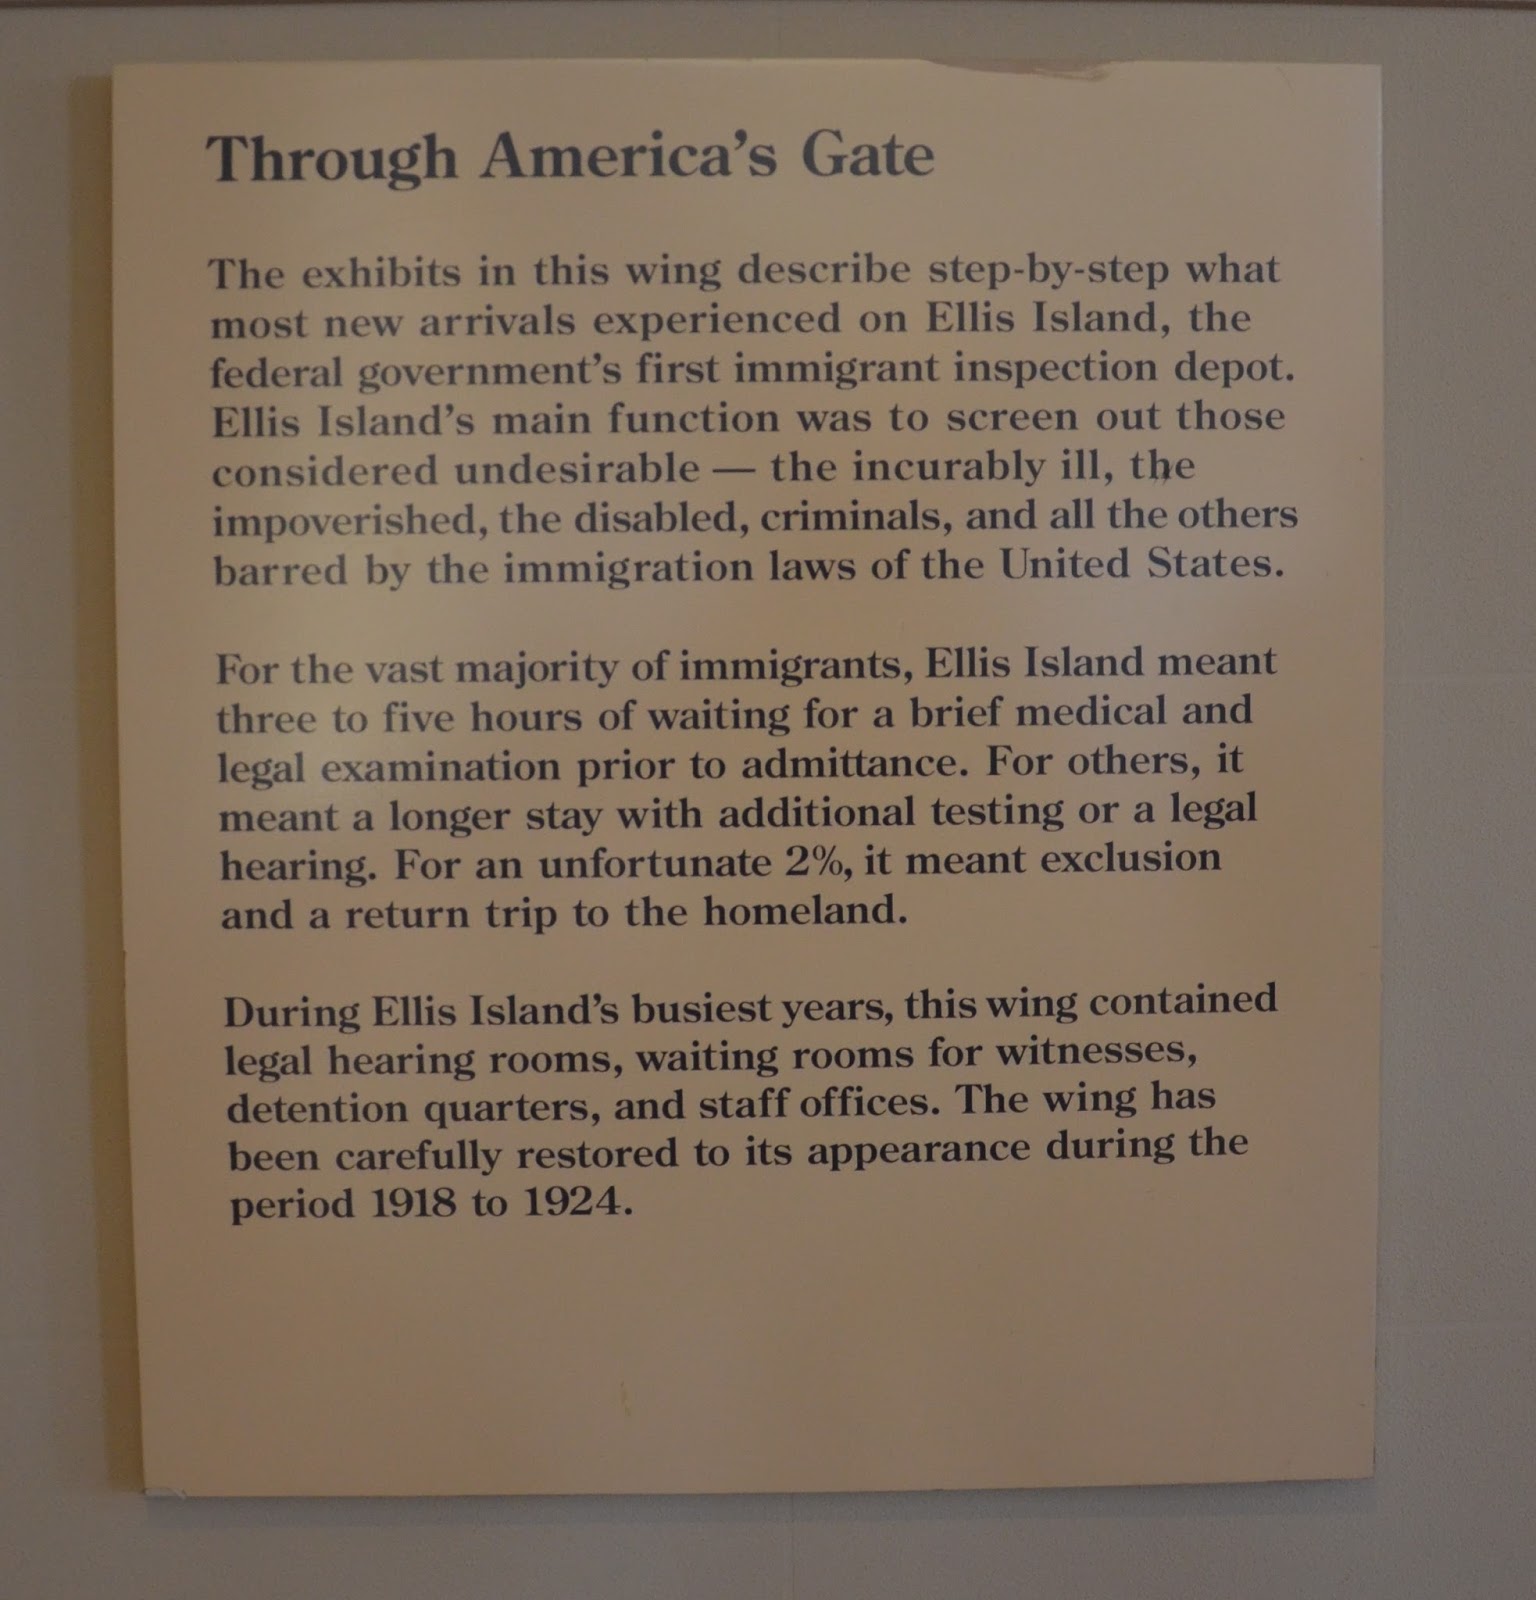 Through America's Gate
The exhibits in this wing describe step-by-step what
most new arrivals experienced on Ellis Island, the
federal government's first immigrant inspection depot.
Ellis Island's main function was to screen out those
considered undesirable — the incurably ill, the
impoverished, the disabled, criminals, and all the others
barred by the immigration laws of the United States.
For the vast majority of immigrants, Ellis Island meant
three to five hours of waiting for a brief medical and
legal examination prior to admittance. For others, it
meant a longer stay with additional testing or a legal
hearing. For an unfortunate 2%, it meant exclusion
and a return trip to the homeland.
During Ellis Island's busiest years, this wing contained
legal hearing rooms, waiting rooms for witnesses,
detention quarters, and staff offices. The wing has
been carefully restored to its appearance during the
period 1918 to 1924.